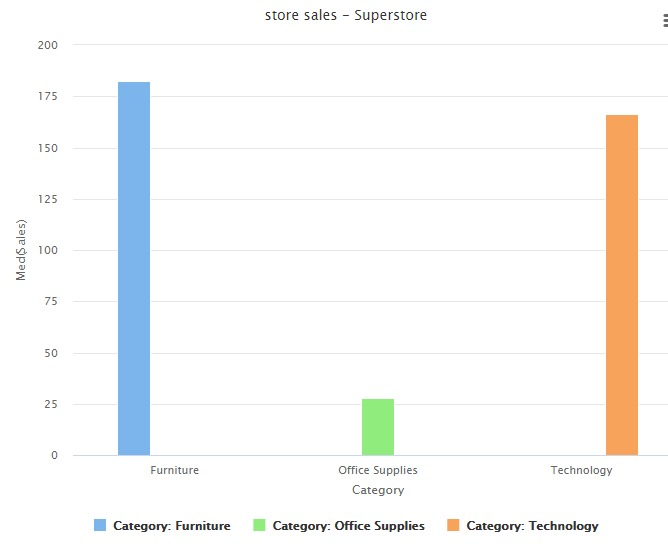 store sales - Superstore
200
175
150
125
100
75
50
25
0
Med(Sales)
Furniture
Office Supplies
Technology
Category
Category: Furniture
Category: Office Supplies
Category: Technology